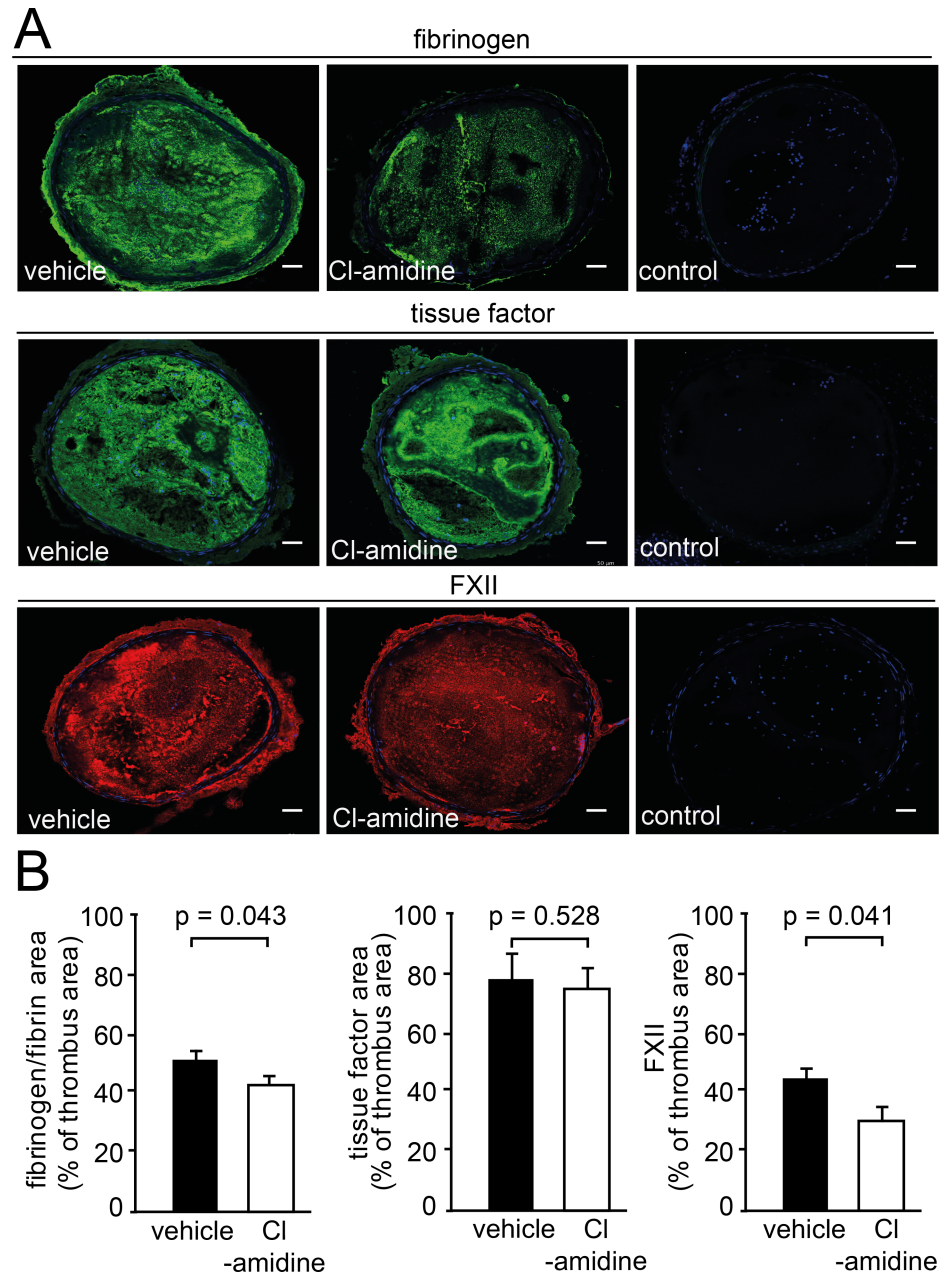 A
fibrinogen
vehicle
Cl-amidine
control
tissue factor
vehicle
Cl-amidine
50 µm
control
FXII
vehicle
Cl-amidine
control
B
fibrinogen/fibrin area
(% of thrombus area)
100
80
60
40
20
0
p = 0.043
vehicle
Cl
-amidine
tissue factor area
(% of thrombus area)
100
80
60
40
20
0
p = 0.528
vehicle
Cl
-amidine
FXII
(% of thrombus area)
100
80
60
40
20
0
p = 0.041
vehicle
Cl
-amidine